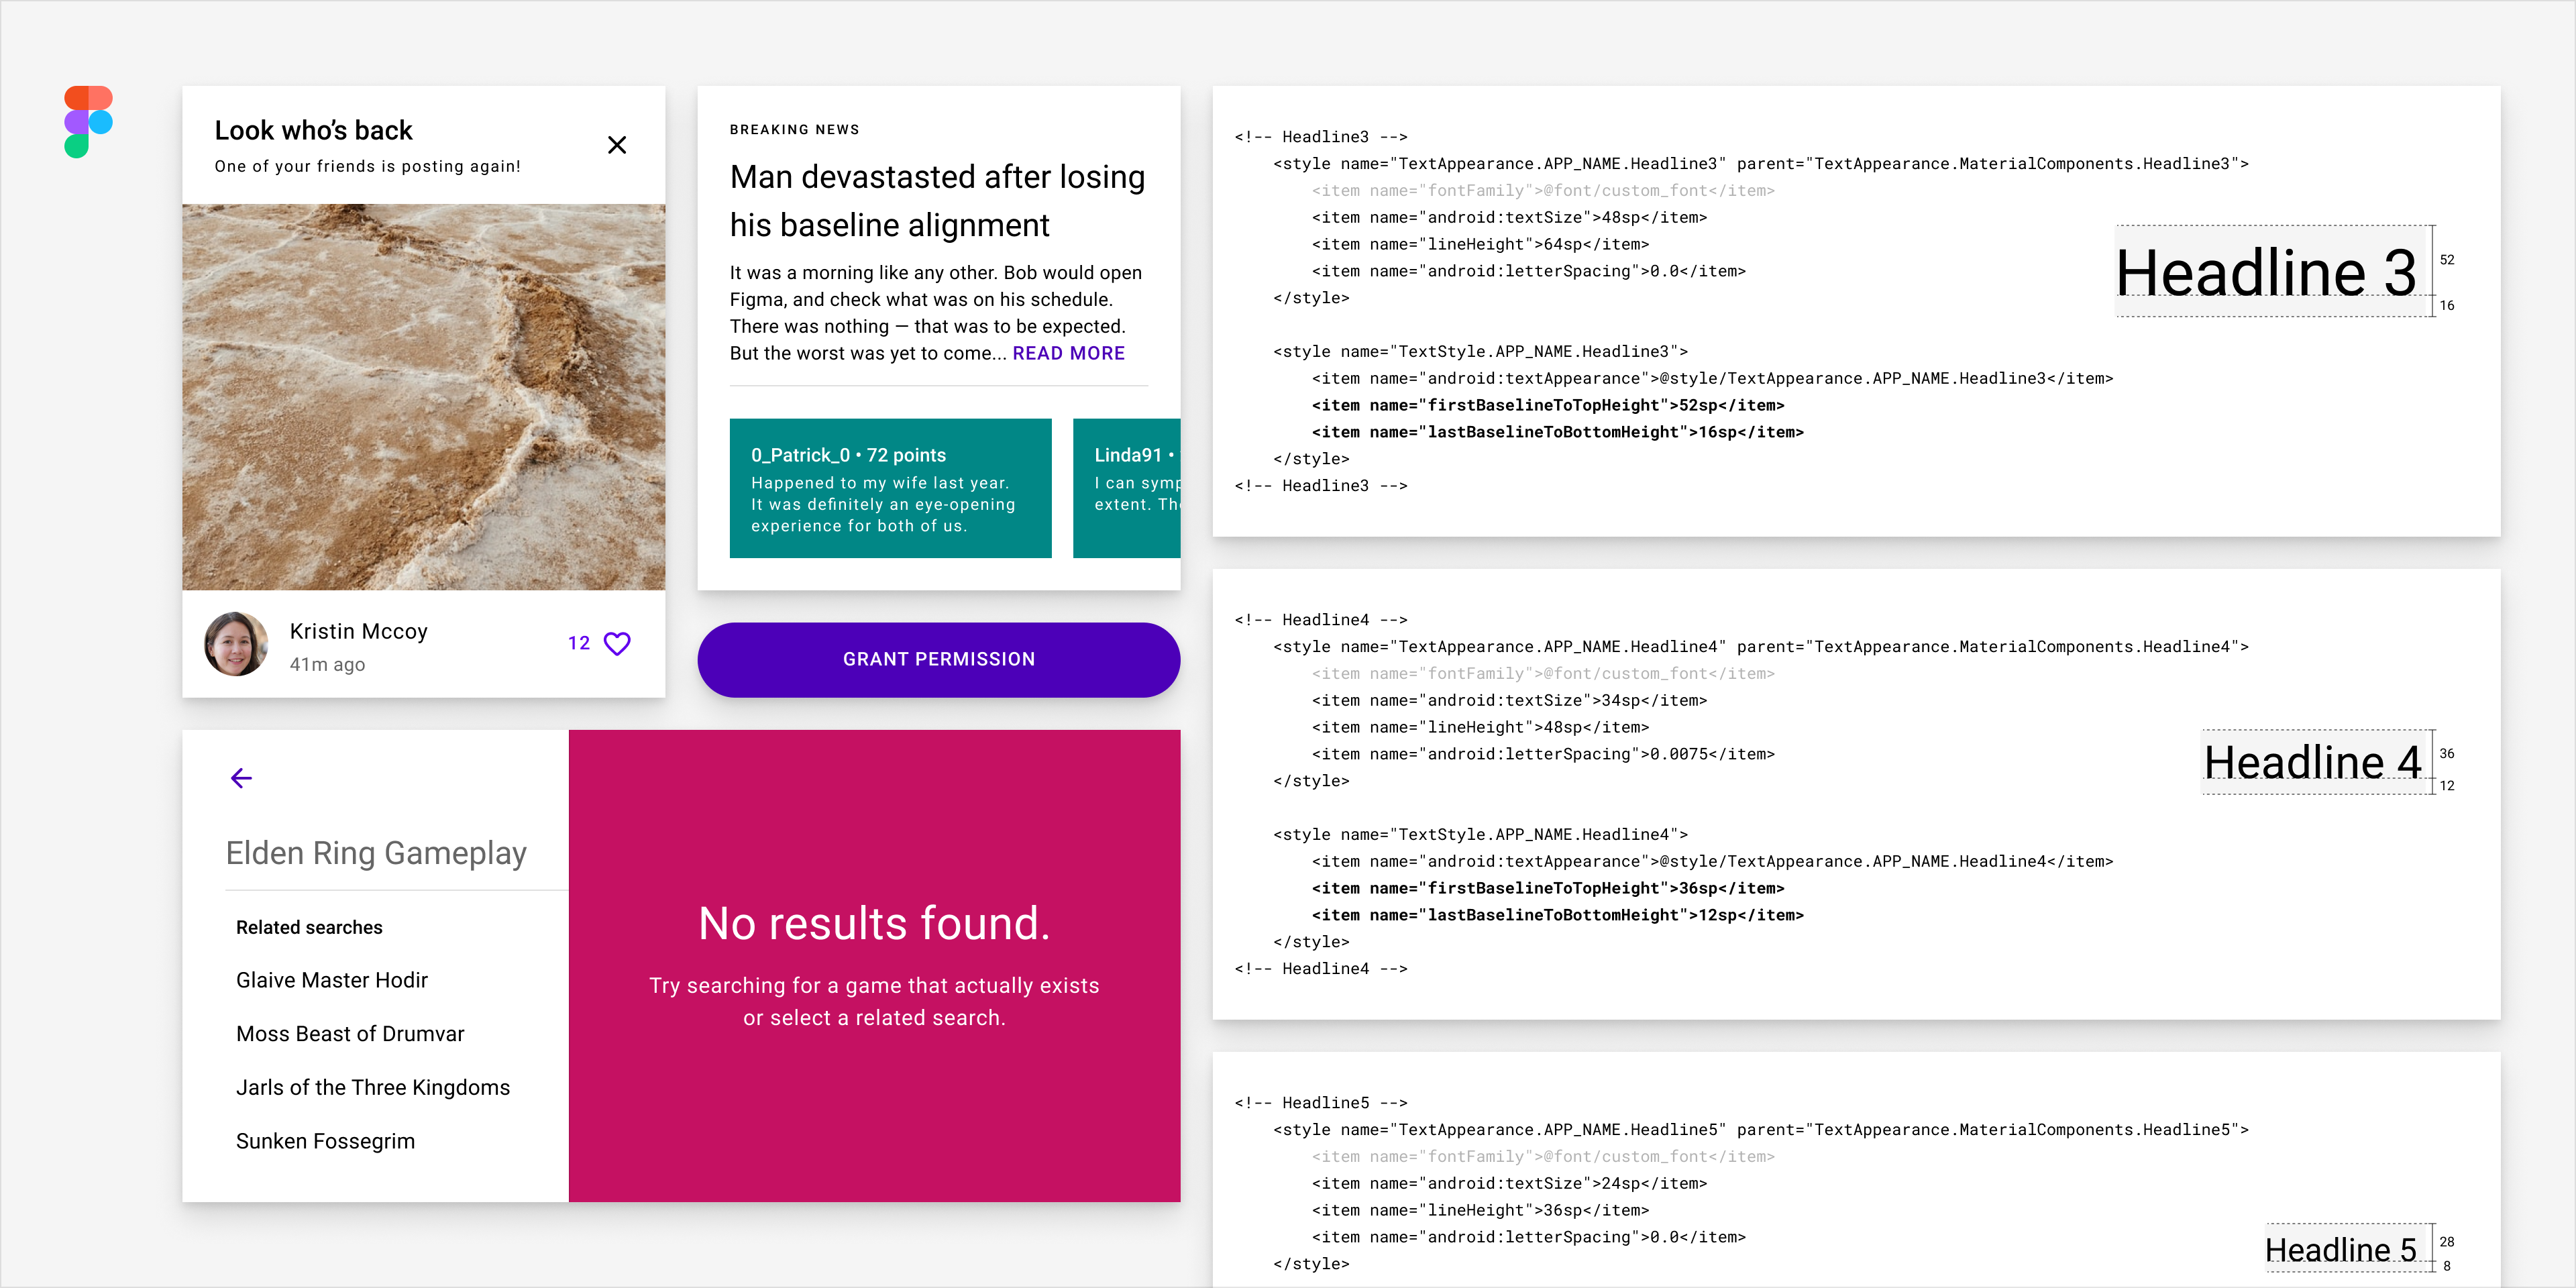 Look who’s back
One of your friends is posting again!
Kristin Mccoy
41m ago
12
BREAKING NEWS
Man devastasted after losing
his baseline alignment
It was a morning like any other. Bob would open
Figma, and check what was on his schedule.
There was nothing — that was to be expected.
But the worst was yet to come... READ MORE
0_Patrick_0 • 72 points
Happened to my wife last year.
It was definitely an eye-opening
experience for both of us.
Linda91 •
I can symp
extent. The
GRANT PERMISSION
Elden Ring Gameplay
Related searches
Glaive Master Hodir
Moss Beast of Drumvar
Jarls of the Three Kingdoms
Sunken Fossegrim
No results found.
Try searching for a game that actually exists
or select a related search.
<!-- Headline3 -->
<style name="TextAppearance.APP_NAME.Headline3" parent="TextAppearance.MaterialComponents.Headline3">
<item name="fontFamily">@font/custom_font</item>
<item name="android:textSize">48sp</item>
<item name="lineHeight">64sp</item>
<item name="android:letterSpacing">0.0</item>
</style>
<style name="TextStyle.APP_NAME.Headline3">
<item name="android:textAppearance">@style/TextAppearance.APP_NAME.Headline3</item>
<item name="firstBaselineToTopHeight">52sp</item>
<item name="lastBaselineToBottomHeight">16sp</item>
</style>
<!-- Headline3 -->
Headline 3
52
16
<!-- Headline4 -->
<style name="TextAppearance.APP_NAME.Headline4" parent="TextAppearance.MaterialComponents.Headline4">
<item name="fontFamily">@font/custom_font</item>
<item name="android:textSize">34sp</item>
<item name="lineHeight">48sp</item>
<item name="android:letterSpacing">0.0075</item>
</style>
<style name="TextStyle.APP_NAME.Headline4">
<item name="android:textAppearance">@style/TextAppearance.APP_NAME.Headline4</item>
<item name="firstBaselineToTopHeight">36sp</item>
<item name="lastBaselineToBottomHeight">12sp</item>
</style>
<!-- Headline4 -->
Headline 4
36
12
<!-- Headline5 -->
<style name="TextAppearance.APP_NAME.Headline5" parent="TextAppearance.MaterialComponents.Headline5">
<item name="fontFamily">@font/custom_font</item>
<item name="android:textSize">24sp</item>
<item name="lineHeight">36sp</item>
<item name="android:letterSpacing">0.0</item>
</style>
Headline 5
28
8